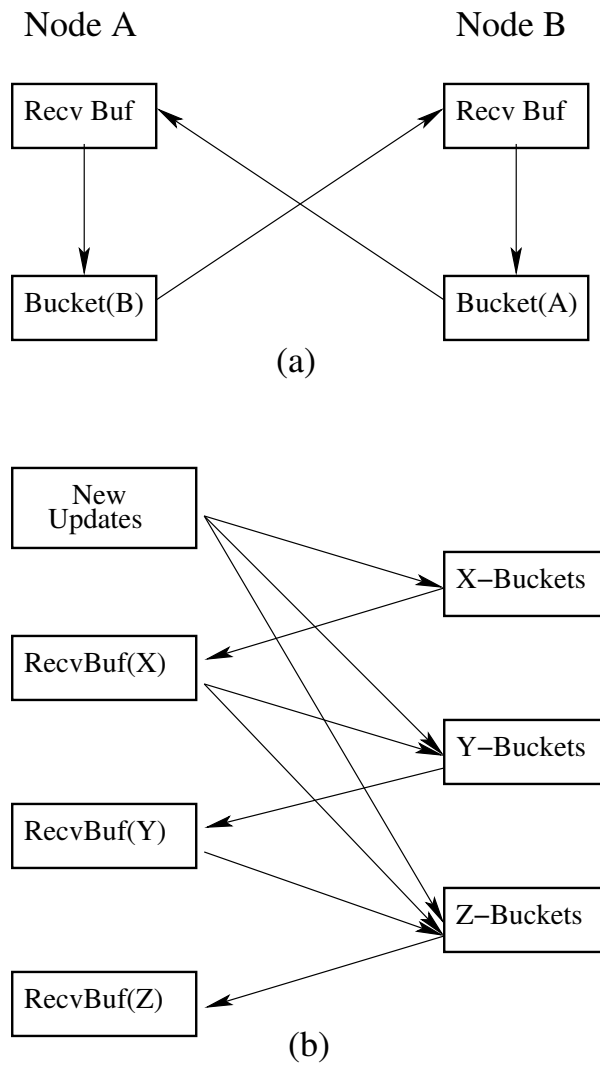 Node A
Node B
Recv Buf
Recv Buf
Bucket(B)
Bucket(A)
(a)
New
Updates
X−Buckets
RecvBuf(X)
Y−Buckets
RecvBuf(Y)
Z−Buckets
RecvBuf(Z)
(b)